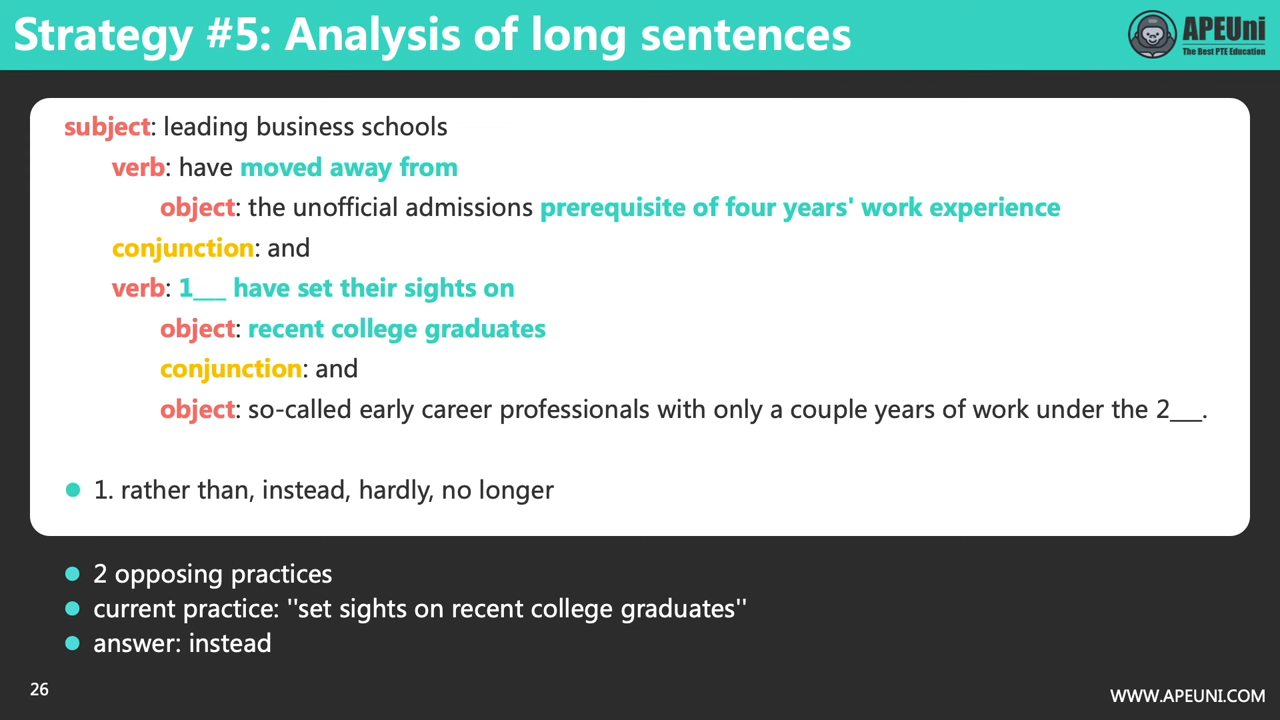 Strategy #5: Analysis of long sentences
APEUni
The Best PTE Education
subject: leading business schools
verb: have moved away from
object: the unofficial admissions prerequisite of four years' work experience
conjunction: and
verb: 1___ have set their sights on
object: recent college graduates
conjunction: and
object: so-called early career professionals with only a couple years of work under the 2___.
1. rather than, instead, hardly, no longer
2 opposing practices
current practice: ''set sights on recent college graduates''
answer: instead
26
WWW.APEUNI.COM